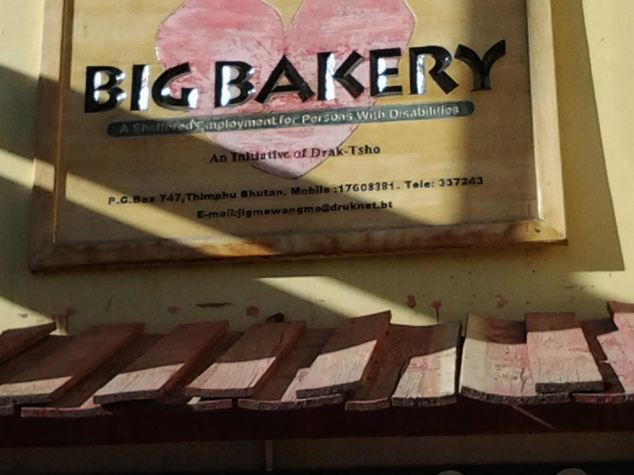 BIG BAKERY
A Sheltered Employment for Persons With Disabilities
An Initiative of Drak-Tsho
P.O.Box 747,Thimphu Bhutan. Mobile :17608381. Tele: 337243
E-mail:jigmewangmo@druknet.bt